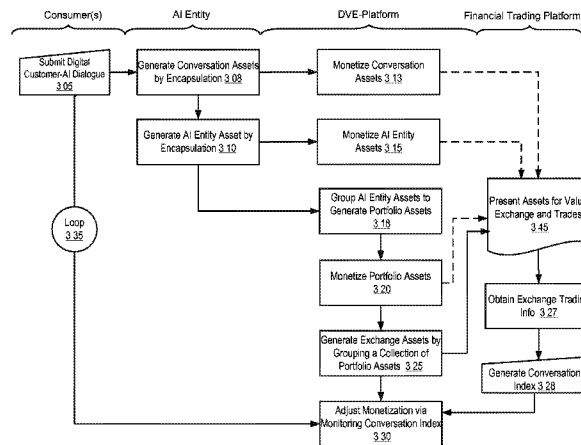 Consumer(s)
AI Entity
DVE-Platform
Financial Trading Platform
Submit Digital
Customer-AI Dialogue
3.05
Generate Conversation Assets
by Encapsulation 3.08
Monetize Conversation
Assets 3.13
Generate AI Entity Asset by
Encapsulation 3.10
Monetize AI Entity
Assets 3.15
Group AI Entity Assets to
Generate Portfolio Assets
3.18
Present Assets for Value
Exchange and Trades
3.45
Loop
3.35
Monetize Portfolio Assets
3.20
Obtain Exchange Trading
Info 3.27
Generate Exchange Assets by
Grouping a Collection of
Portfolio Assets 3.25
Generate Conversation
Index 3.28
Adjust Monetization via
Monitoring Conversation Index
3.30